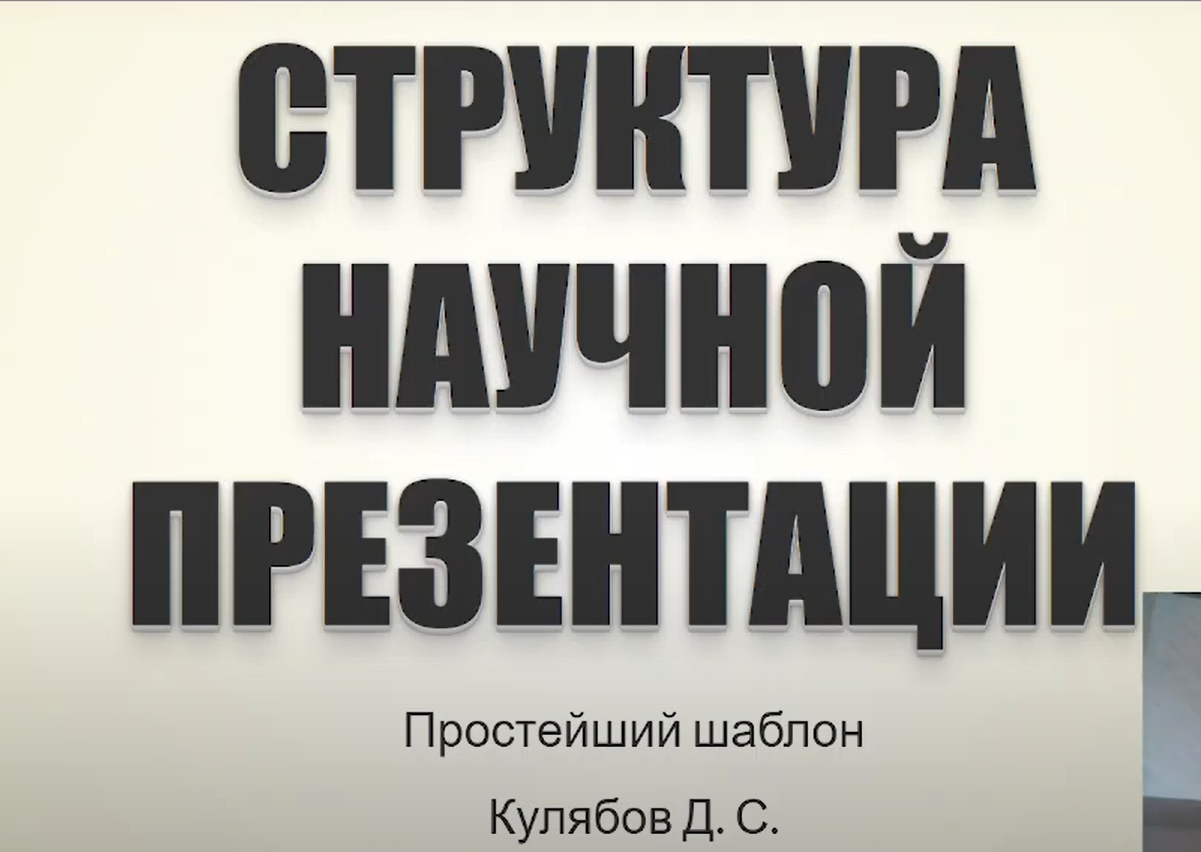 СТРУКТУРА
НАУЧНОЙ
ПРЕЗЕНТАЦИИ
Простейший шаблон
Кулябов Д. С.